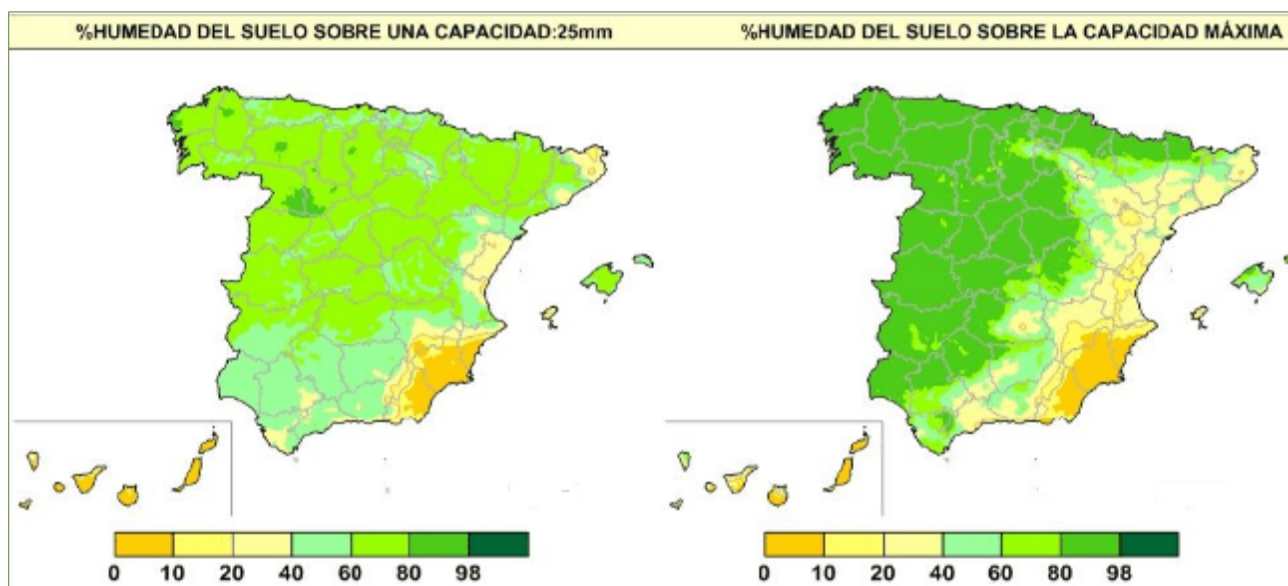 %HUMEDAD DEL SUELO SOBRE UNA CAPACIDAD:25mm
%HUMEDAD DEL SUELO SOBRE LA CAPACIDAD MÁXIMA
0 10 20 40 60 80 98
0 10 20 40 60 80 98